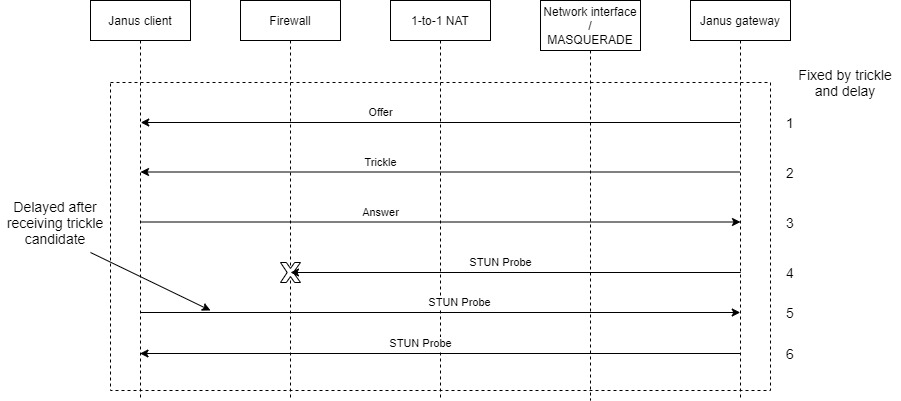 Janus client
Firewall
1-to-1 NAT
Network interface
/
MASQUERADE
Janus gateway
Fixed by trickle
and delay
Offer
1
Trickle
2
Answer
3
Delayed after
receiving trickle
candidate
STUN Probe
4
STUN Probe
5
STUN Probe
6